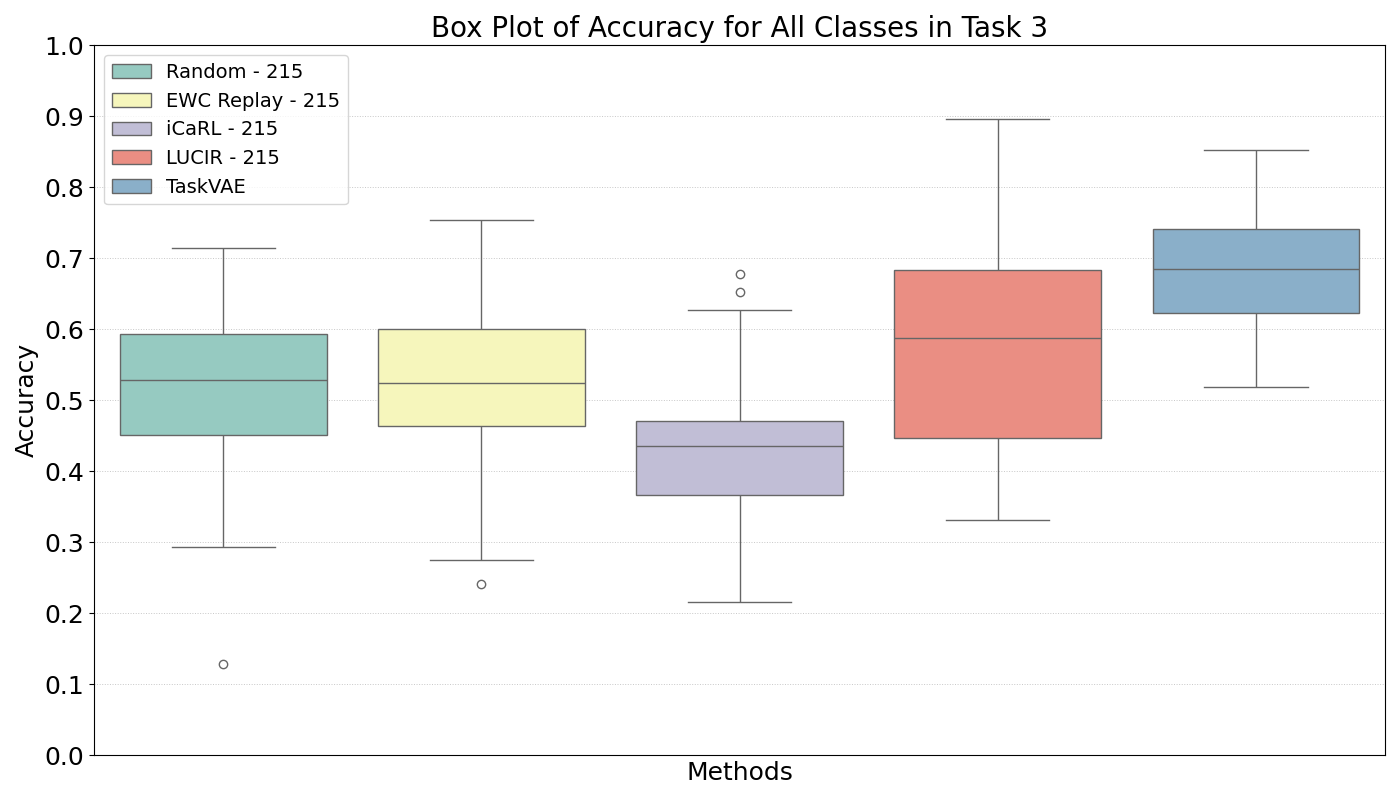 Box Plot of Accuracy for All Classes in Task 3
1.0
0.9
0.8
0.7
0.6
0.5
0.4
0.3
0.2
0.1
0.0
Accuracy
Random - 215
EWC Replay - 215
iCaRL - 215
LUCIR - 215
TaskVAE
Methods